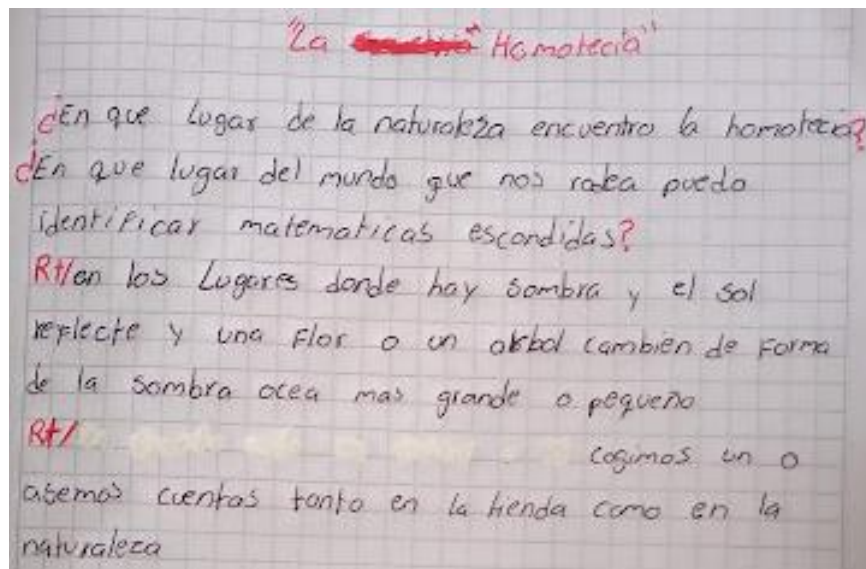 "La Homotecia"
¿En que lugar de la naturaleza encuentro la homotecia?
¿En que lugar del mundo que nos rodea puedo
identificar matematicas escondidas?
Rt/en los Lugares donde hay sombra y el sol
reflecte y una Flor o un arbol cambien de Forma
de la sombra ocea mas grande o pequeño
Rt/ cogimos un o
asemos cuentas tanto en la tienda como en la
naturaleza